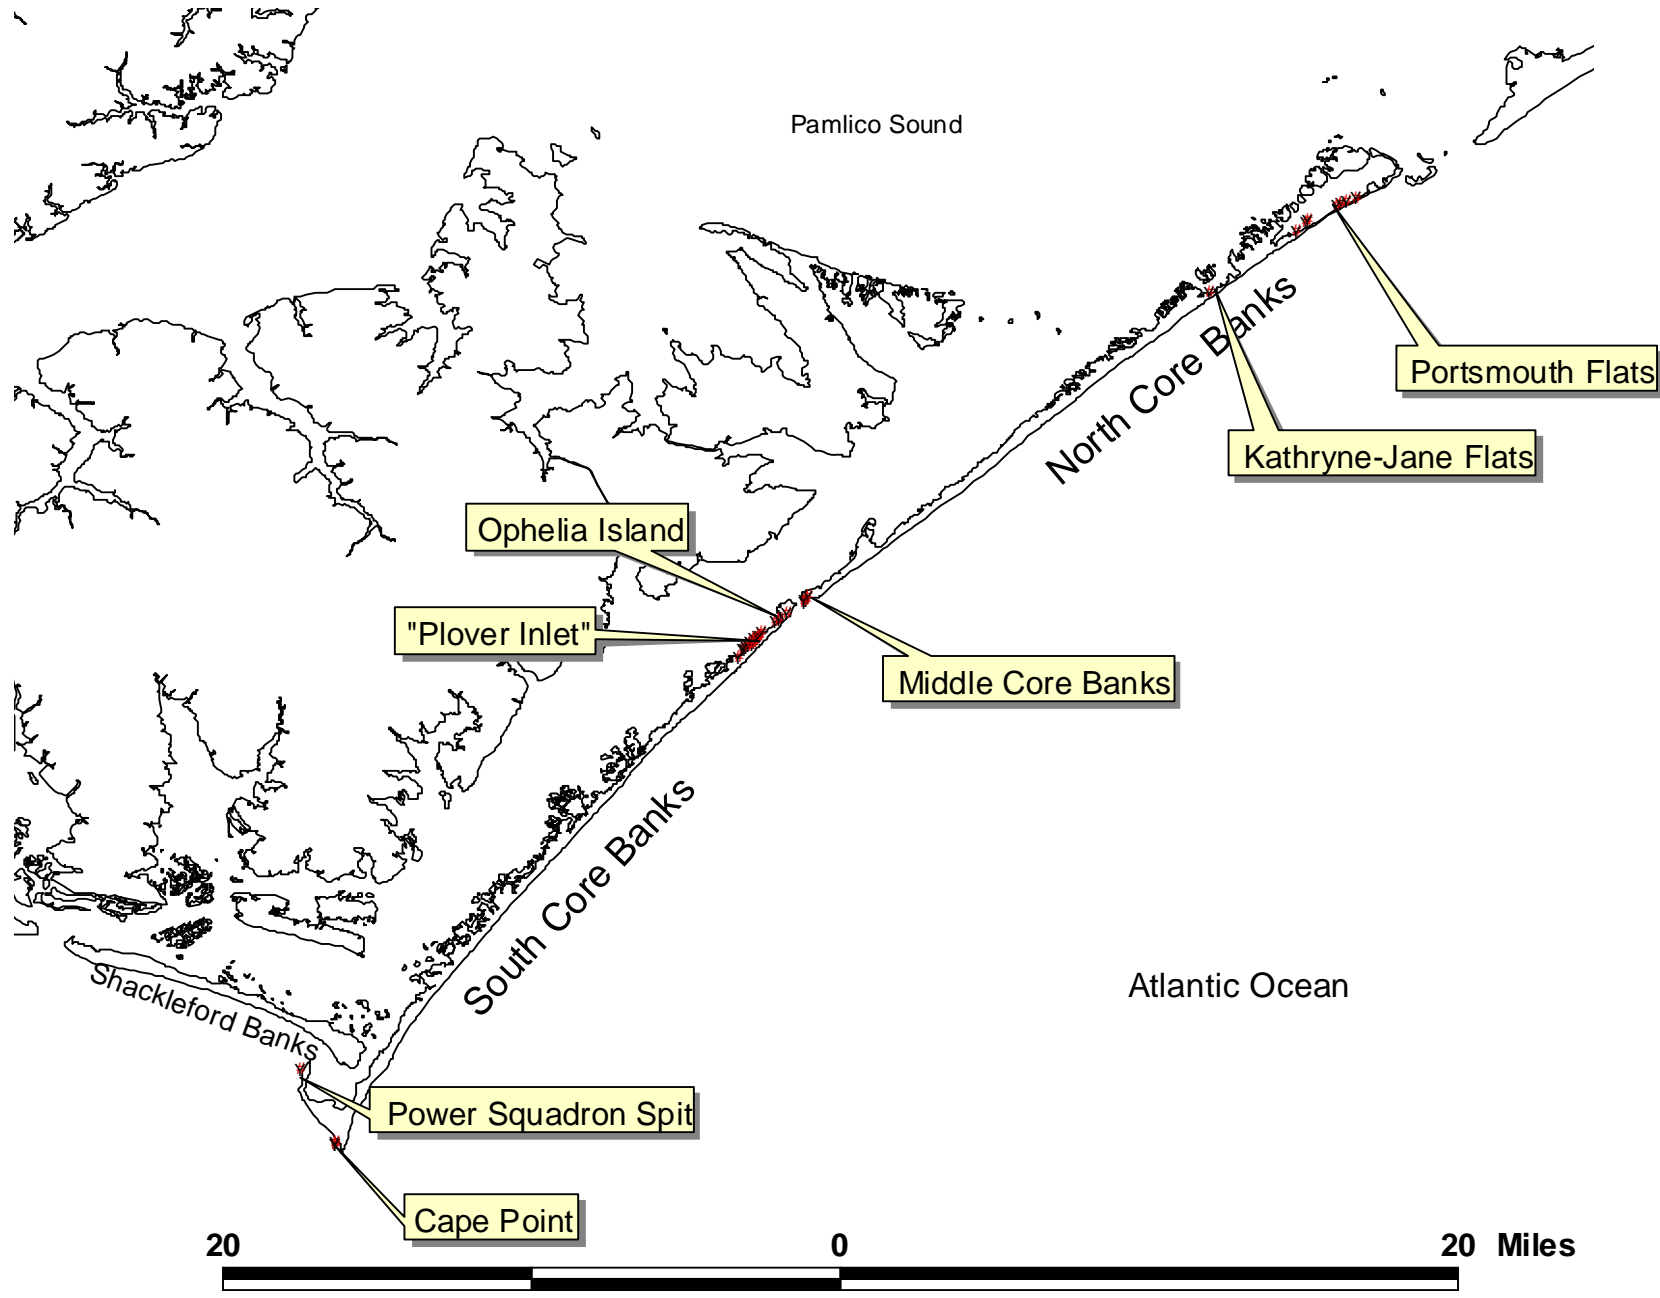 Pamlico Sound
North Core Banks
Portsmouth Flats
Kathryne-Jane Flats
Ophelia Island
"Plover Inlet"
Middle Core Banks
South Core Banks
Shackleford Banks
Atlantic Ocean
Power Squadron Spit
Cape Point
20 0 20 Miles